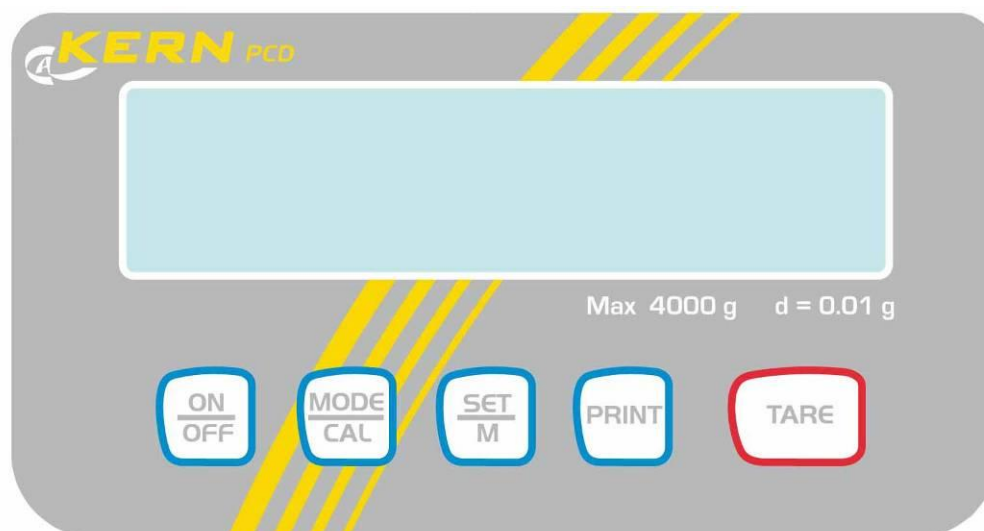 KERN PCD
Max 4000 g d = 0.01 g
ON
OFF
MODE
CAL
SET
M
PRINT
TARE